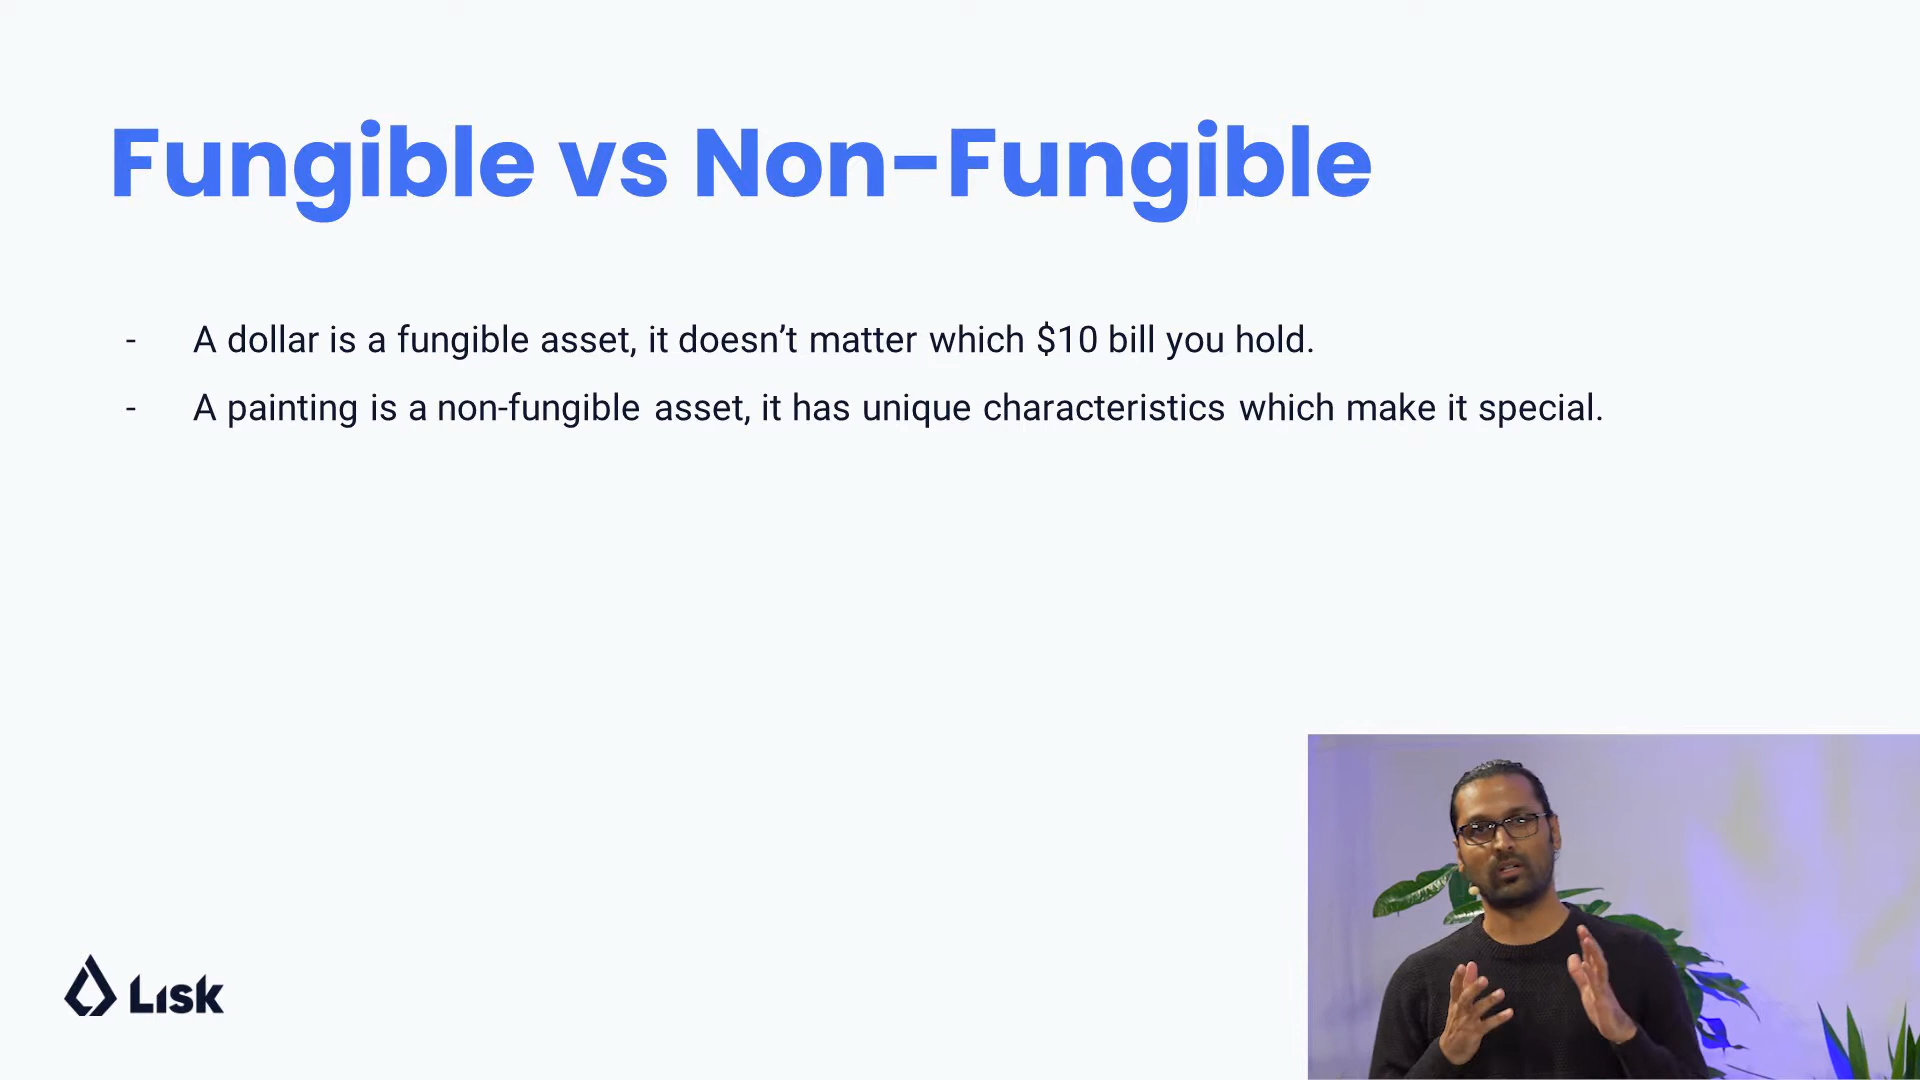 Fungible vs Non-Fungible
- A dollar is a fungible asset, it doesn’t matter which $10 bill you hold.
- A painting is a non-fungible asset, it has unique characteristics which make it special.
Lisk